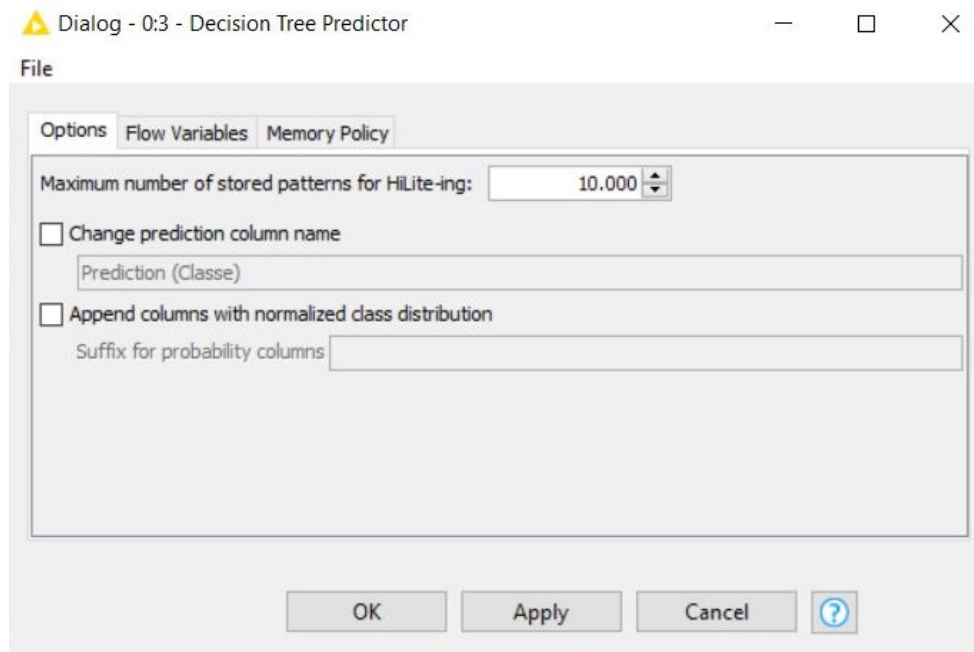 Dialog - 0:3 - Decision Tree Predictor
File
Options Flow Variables Memory Policy
Maximum number of stored patterns for HiLite-ing: 10.000
Change prediction column name
Prediction (Classe)
Append columns with normalized class distribution
Suffix for probability columns
OK Apply Cancel ?